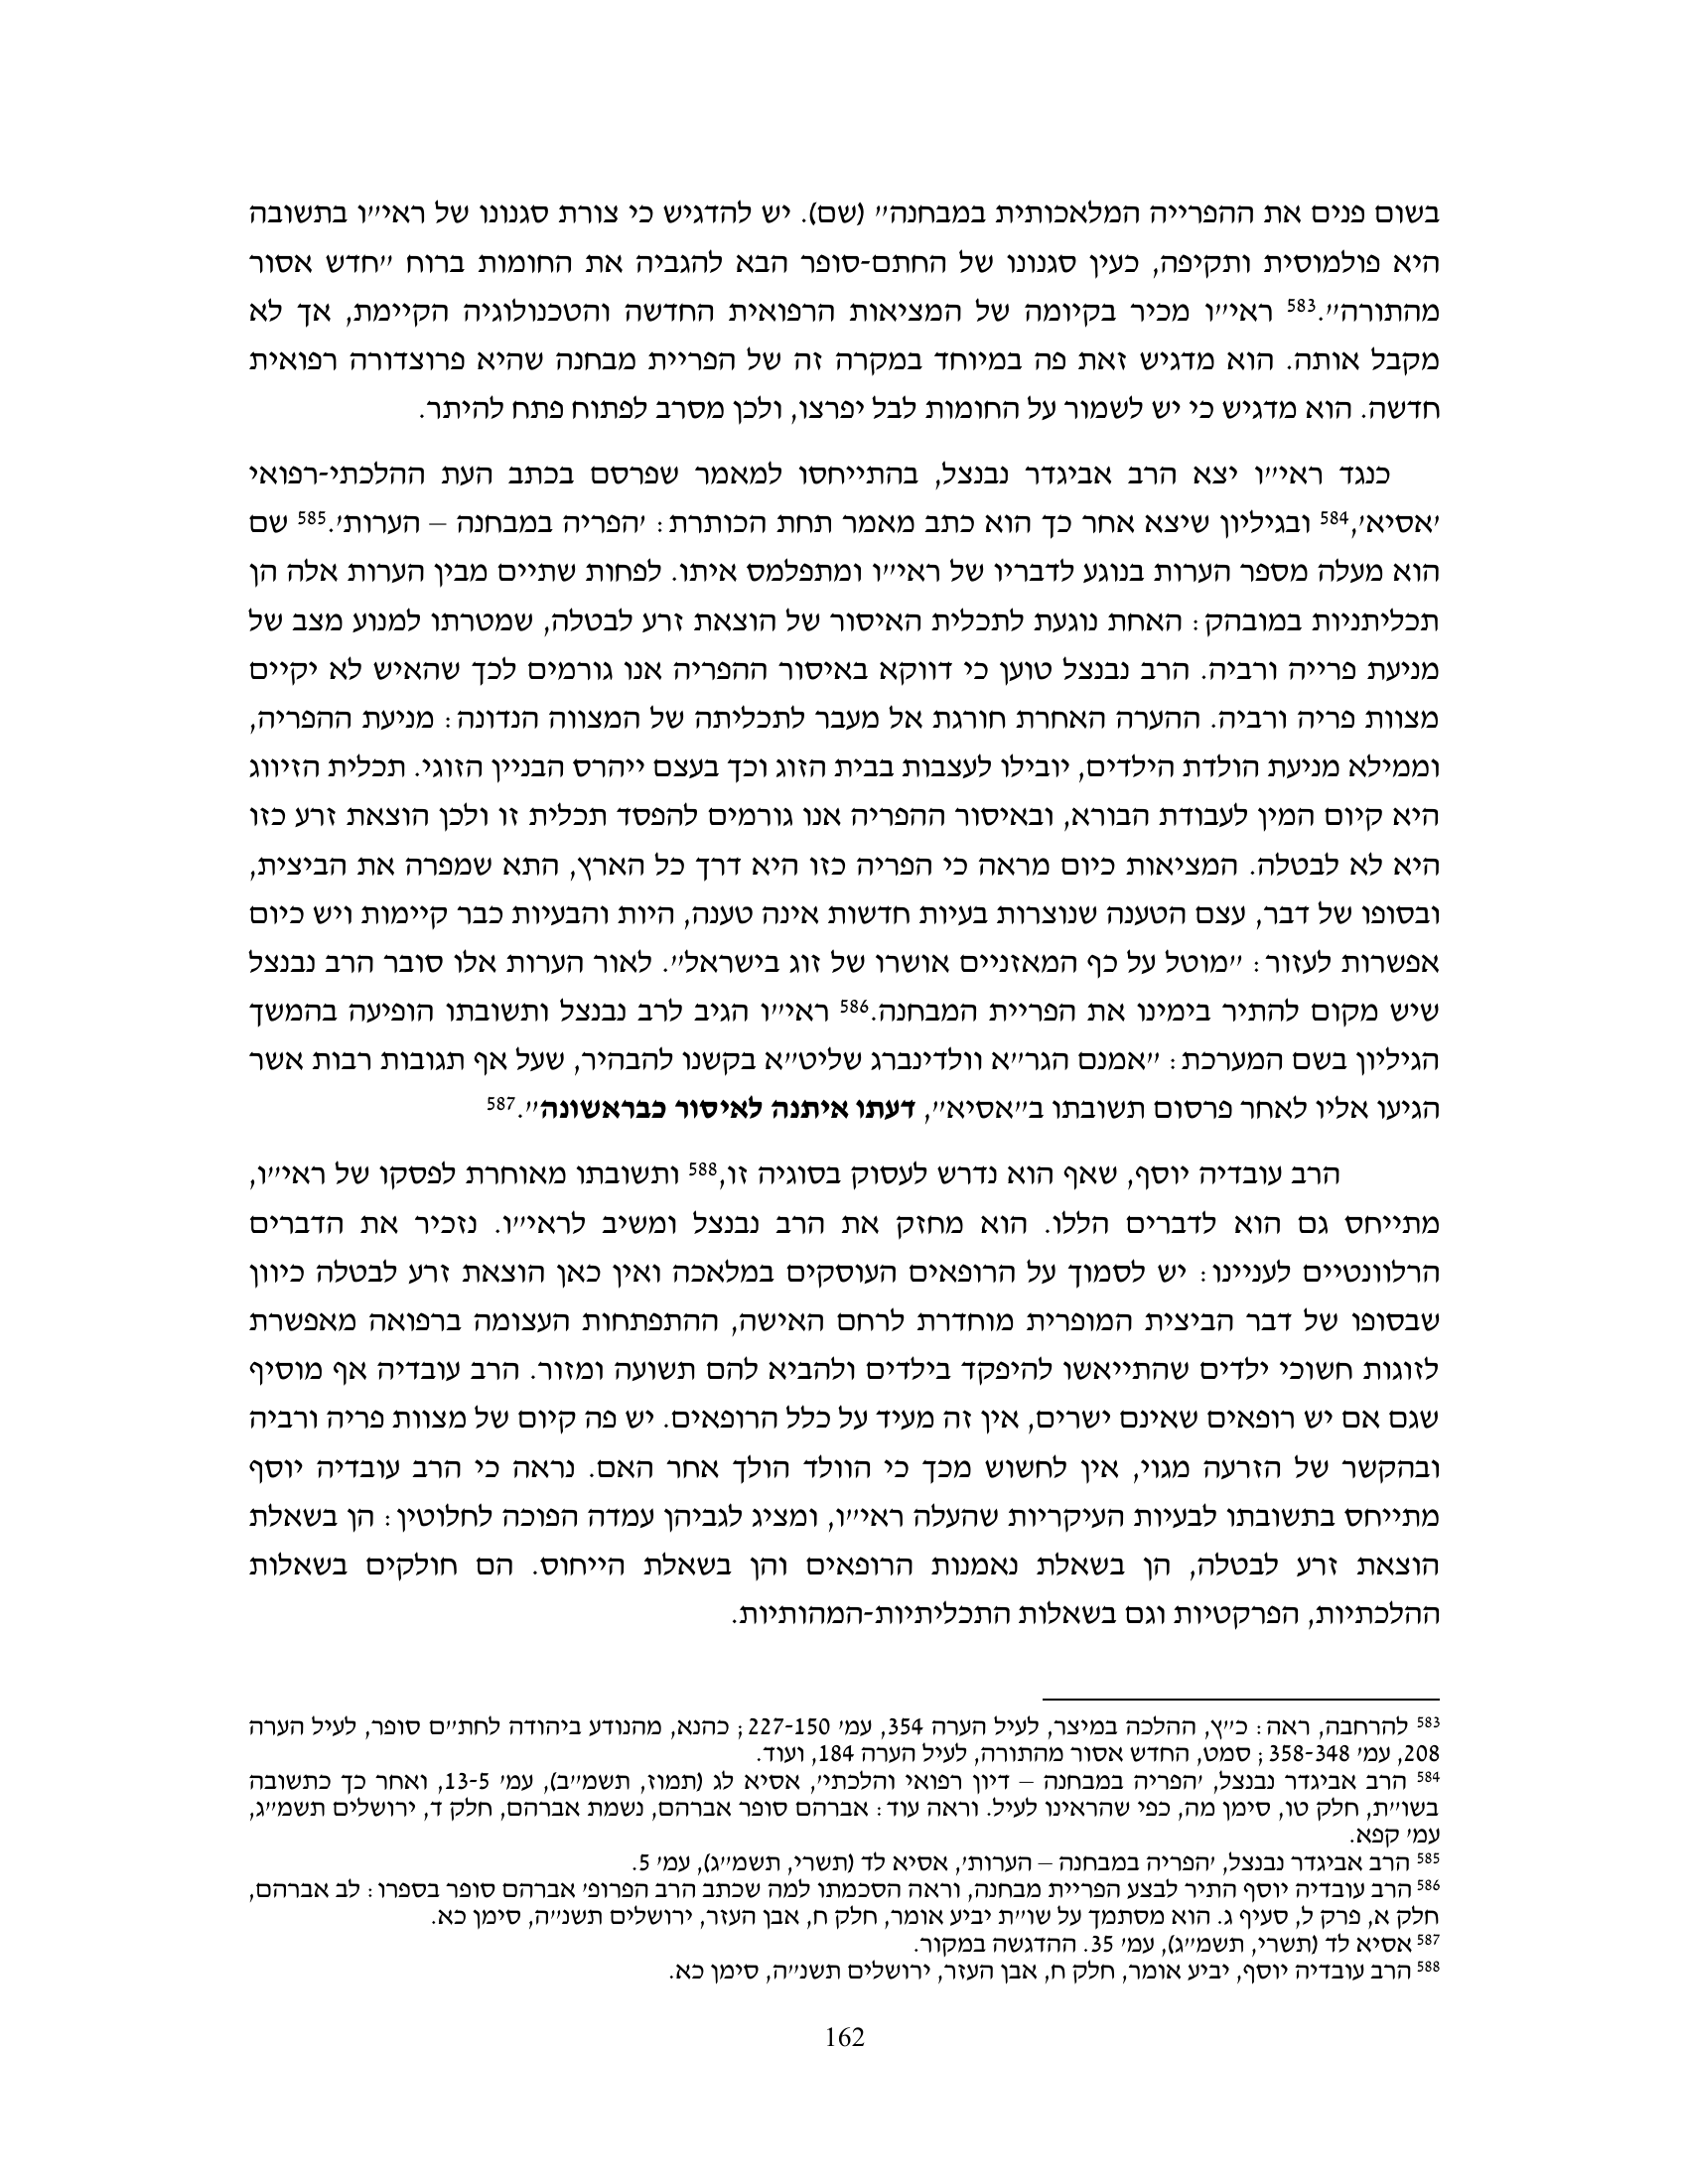 בשום פנים את ההפרייה המלאכותית במבחנה״ (שם). יש להדגיש כי צורת סגנונו של ראי״ו בתשובה
היא פולמוסית ותקיפה, כעין סגנונו של החתם-סופר הבא להגביה את החומות ברוח ״חדש אסור
מהתורה״.583 ראי״ו מכיר בקיומה של המציאות הרפואית החדשה והטכנולוגיה הקיימת, אך לא
מקבל אותה. הוא מדגיש זאת פה במיוחד במקרה זה של הפריית מבחנה שהיא פרוצדורה רפואית
חדשה. הוא מדגיש כי יש לשמור על החומות לבל יפרצו, ולכן מסרב לפתוח פתח להיתר.
כנגד ראי״ו יצא הרב אביגדר נבנצל, בהתייחסו למאמר שפרסם בכתב העת ההלכתי-רפואי
׳אסיא׳,584 ובגיליון שיצא אחר כך הוא כתב מאמר תחת הכותרת: ׳הפריה במבחנה – הערות׳.585 שם
הוא מעלה מספר הערות בנוגע לדבריו של ראי״ו ומתפלמס איתו. לפחות שתיים מבין הערות אלה הן
תכליתניות במובהק: האחת נוגעת לתכלית האיסור של הוצאת זרע לבטלה, שמטרתו למנוע מצב של
מניעת פרייה ורביה. הרב נבנצל טוען כי דווקא באיסור ההפריה אנו גורמים לכך שהאיש לא יקיים
מצוות פריה ורביה. ההערה האחרת חורגת אל מעבר לתכליתה של המצווה הנדונה: מניעת ההפריה,
וממילא מניעת הולדת הילדים, יובילו לעצבות בבית הזוג וכך בעצם ייהרס הבניין הזוגי. תכלית הזיווג
היא קיום המין לעבודת הבורא, ובאיסור ההפריה אנו גורמים להפסד תכלית זו ולכן הוצאת זרע כזו
היא לא לבטלה. המציאות כיום מראה כי הפריה כזו היא דרך כל הארץ, התא שמפרה את הביצית,
ובסופו של דבר, עצם הטענה שנוצרות בעיות חדשות אינה טענה, היות והבעיות כבר קיימות ויש כיום
אפשרות לעזור: ״מוטל על כף המאזניים אושרו של זוג בישראל״. לאור הערות אלו סובר הרב נבנצל
שיש מקום להתיר בימינו את הפריית המבחנה.586 ראי״ו הגיב לרב נבנצל ותשובתו הופיעה בהמשך
הגיליון בשם המערכת: ״אמנם הגר״א וולדינברג שליט״א בקשנו להבהיר, שעל אף תגובות רבות אשר
הגיעו אליו לאחר פרסום תשובתו ב״אסיא״, דעתו איתנה לאיסור כבראשונה״.587
הרב עובדיה יוסף, שאף הוא נדרש לעסוק בסוגיה זו,588 ותשובתו מאוחרת לפסקו של ראי״ו,
מתייחס גם הוא לדברים הללו. הוא מחזק את הרב נבנצל ומשיב לראי״ו. נזכיר את הדברים
הרלוונטיים לעניינו: יש לסמוך על הרופאים העוסקים במלאכה ואין כאן הוצאת זרע לבטלה כיוון
שבסופו של דבר הביצית המופרית מוחדרת לרחם האישה, ההתפתחות העצומה ברפואה מאפשרת
לזוגות חשוכי ילדים שהתייאשו להיפקד בילדים ולהביא להם תשועה ומזור. הרב עובדיה אף מוסיף
שגם אם יש רופאים שאינם ישרים, אין זה מעיד על כלל הרופאים. יש פה קיום של מצוות פריה ורביה
ובהקשר של הזרעה מגוי, אין לחשוש מכך כי הוולד הולך אחר האם. נראה כי הרב עובדיה יוסף
מתייחס בתשובתו לבעיות העיקריות שהעלה ראי״ו, ומציג לגביהן עמדה הפוכה לחלוטין: הן בשאלת
הוצאת זרע לבטלה, הן בשאלת נאמנות הרופאים והן בשאלת הייחוס. הם חולקים בשאלות
ההלכתיות, הפרקטיות וגם בשאלות התכליתיות-המהותיות.
583 להרחבה, ראה: כ״ץ, ההלכה במיצר, לעיל הערה 354, עמ׳ 227-150; כהנא, מהנודע ביהודה לחת״ם סופר, לעיל הערה
208, עמ׳ 358-348; סמט, החדש אסור מהתורה, לעיל הערה 184, ועוד.
584 הרב אביגדר נבנצל, ׳הפריה במבחנה – דיון רפואי והלכתי׳, אסיא לג (תמוז, תשמ״ב), עמ׳ 13-5, ואחר כך כתשובה
בשו״ת, חלק טו, סימן מה, כפי שהראינו לעיל. וראה עוד: אברהם סופר אברהם, נשמת אברהם, חלק ד, ירושלים תשמ״ג,
עמ׳ קפא.
585 הרב אביגדר נבנצל, ׳הפריה במבחנה – הערות׳, אסיא לד (תשרי, תשמ״ג), עמ׳ 5.
586 הרב עובדיה יוסף התיר לבצע הפריית מבחנה, וראה הסכמתו למה שכתב הרב הפרופ׳ אברהם סופר בספרו: לב אברהם,
חלק א, פרק ל, סעיף ג. הוא מסתמך על שו״ת יביע אומר, חלק ח, אבן העזר, ירושלים תשנ״ה, סימן כא.
587 אסיא לד (תשרי, תשמ״ג), עמ׳ 35. ההדגשה במקור.
588 הרב עובדיה יוסף, יביע אומר, חלק ח, אבן העזר, ירושלים תשנ״ה, סימן כא.
162